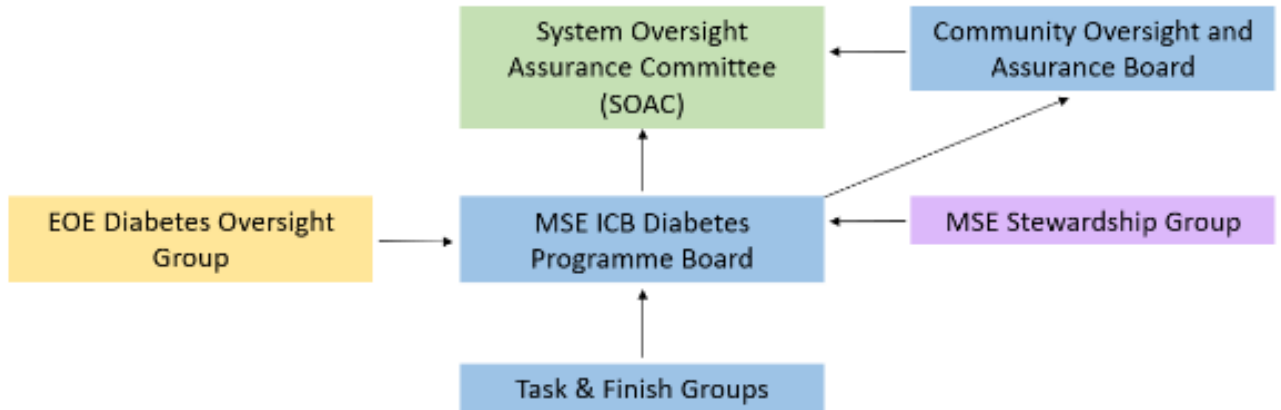 System Oversight
Assurance Committee
(SOAC)
Community Oversight and
Assurance Board
EOE Diabetes Oversight
Group
MSE ICB Diabetes
Programme Board
MSE Stewardship Group
Task & Finish Groups